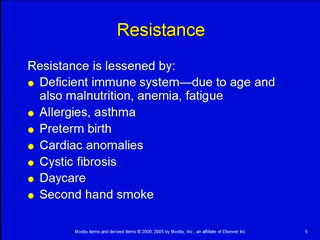 Resistance
Resistance is lessened by:
● Deficient immune system—due to age and
also malnutrition, anemia, fatigue
● Allergies, asthma
● Preterm birth
● Cardiac anomalies
● Cystic fibrosis
● Daycare
● Second hand smoke
Mosby items and derived items © 2009, 2005 by Mosby, Inc., an affiliate of Elsevier Inc.
5